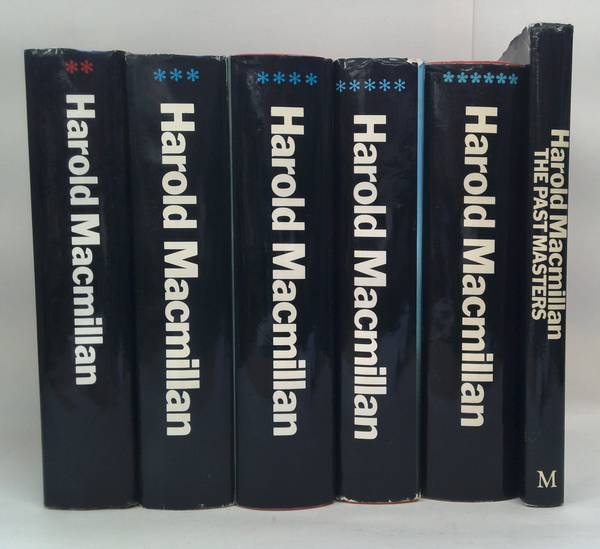 **
Harold Macmillan
***
Harold Macmillan
****
Harold Macmillan
*****
Harold Macmillan
******
Harold Macmillan
Harold Macmillan
THE PAST MASTERS
M